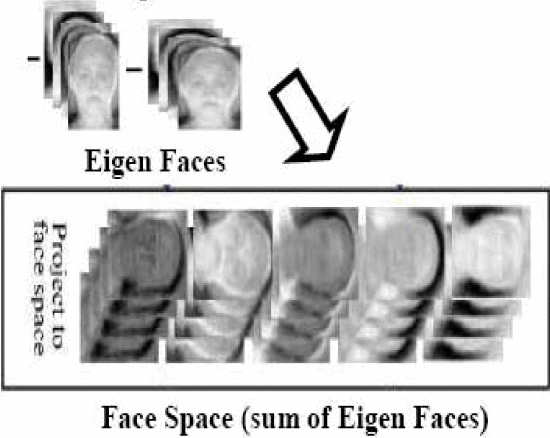 Eigen Faces
Project to
face space
Face Space (sum of Eigen Faces)